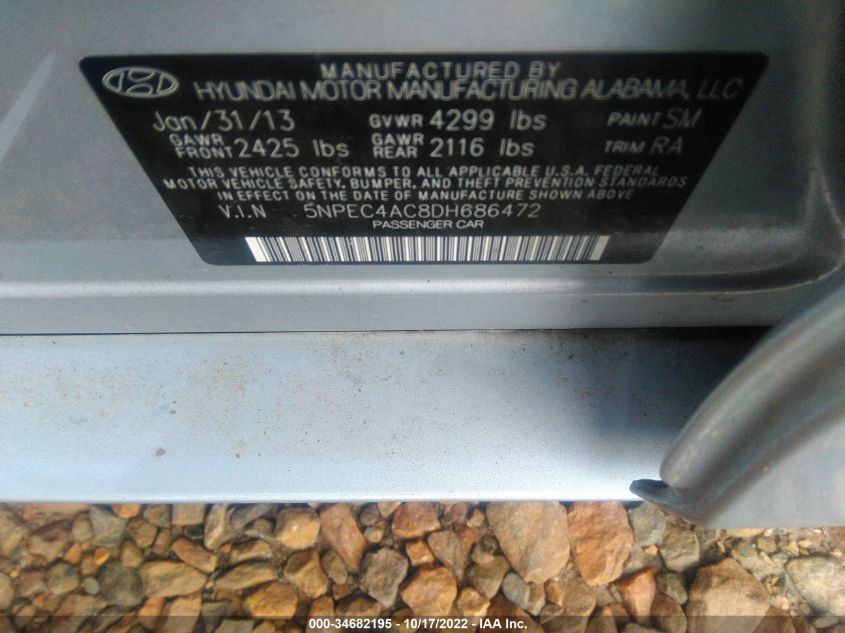 MANUFACTURED BY
HYUNDAI MOTOR MANUFACTURING ALABAMA, LLC
Jan/31/13 GVWR 4299 lbs PAINT SM
GAWR FRONT 2425 lbs GAWR REAR 2116 lbs TRIM RA
THIS VEHICLE CONFORMS TO ALL APPLICABLE U.S.A. FEDERAL
MOTOR VEHICLE SAFETY, BUMPER, AND THEFT PREVENTION STANDARDS
IN EFFECT ON THE DATE OF MANUFACTURE SHOWN ABOVE
V.I.N 5NPEC4AC8DH686472
PASSENGER CAR
000-34682195 - 10/17/2022 - IAA Inc.